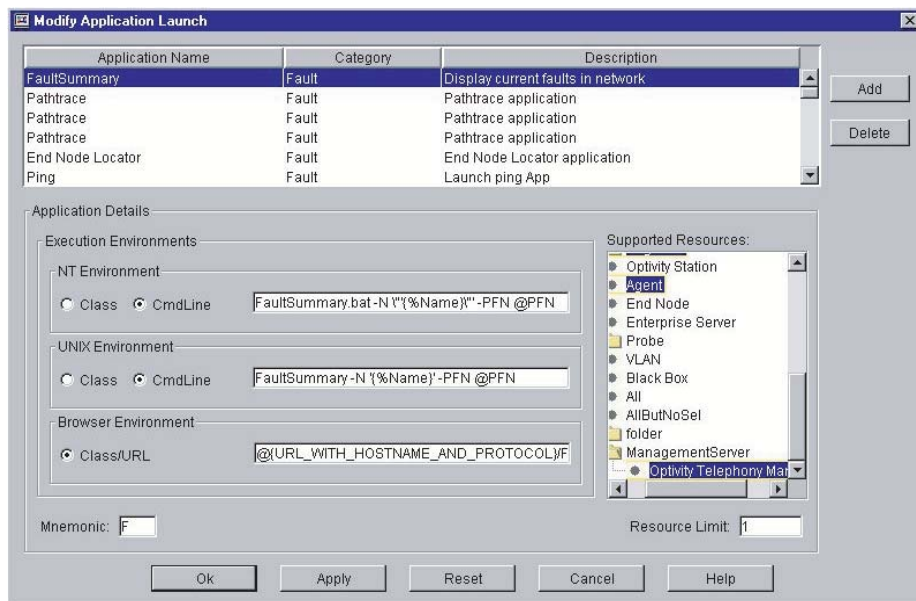 Modify Application Launch
Application Name Category Description
FaultSummary Fault Display current faults in network
Pathtrace Fault Pathtrace application
Pathtrace Fault Pathtrace application
Pathtrace Fault Pathtrace application
End Node Locator Fault End Node Locator application
Ping Fault Launch ping App
Add
Delete
Application Details
Execution Environments
NT Environment
Class CmdLine FaultSummary.bat -N \"'{%Name}\"' -PFN @PFN
UNIX Environment
Class CmdLine FaultSummary -N '{%Name}' -PFN @PFN
Browser Environment
Class/URL @{URL_WITH_HOSTNAME_AND_PROTOCOL}/F
Supported Resources:
Optivity Station
Agent
End Node
Enterprise Server
Probe
VLAN
Black Box
All
AllButNoSel
folder
ManagementServer
Optivity Telephony Mar
Mnemonic: F
Resource Limit: 1
Ok Apply Reset Cancel Help